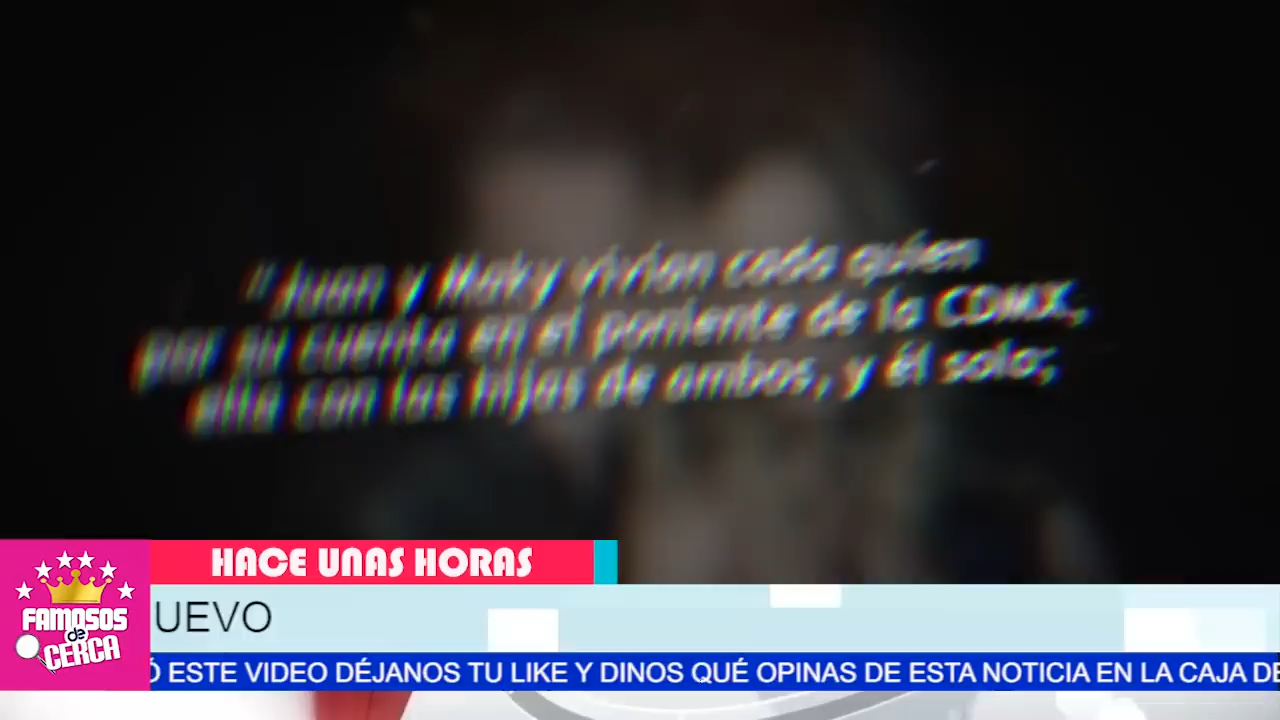 "Juan y Maky vivían cada quien
por su cuenta en el poniente de la CDMX,
ella con las hijas de ambos, y él solo;
HACE UNAS HORAS
UEVO
FAMOSOS
de
CERCA
Ó ESTE VIDEO DÉJANOS TU LIKE Y DINOS QUÉ OPINAS DE ESTA NOTICIA EN LA CAJA DE